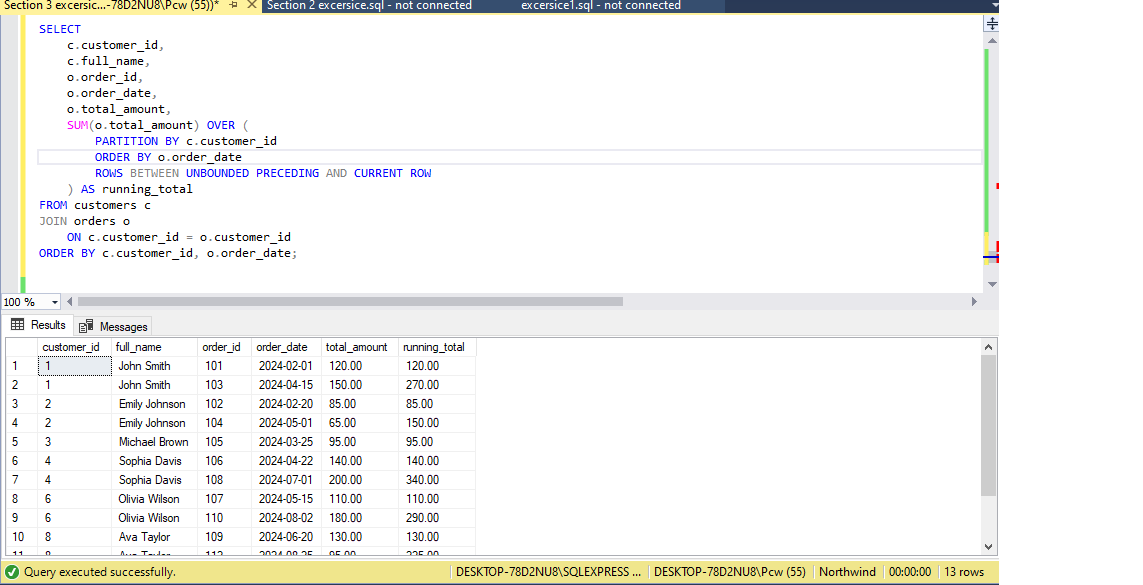 Section 3 excersic...-78D2NU8\Pcw (55))* Section 2 excersice.sql - not connected excersice1.sql - not connected
SELECT
c.customer_id,
c.full_name,
o.order_id,
o.order_date,
o.total_amount,
SUM(o.total_amount) OVER (
PARTITION BY c.customer_id
ORDER BY o.order_date
ROWS BETWEEN UNBOUNDED PRECEDING AND CURRENT ROW
) AS running_total
FROM customers c
JOIN orders o
ON c.customer_id = o.customer_id
ORDER BY c.customer_id, o.order_date;
100 %
Results Messages
customer_id full_name order_id order_date total_amount running_total
1 1 John Smith 101 2024-02-01 120.00 120.00
2 1 John Smith 103 2024-04-15 150.00 270.00
3 2 Emily Johnson 102 2024-02-20 85.00 85.00
4 2 Emily Johnson 104 2024-05-01 65.00 150.00
5 3 Michael Brown 105 2024-03-25 95.00 95.00
6 4 Sophia Davis 106 2024-04-22 140.00 140.00
7 4 Sophia Davis 108 2024-07-01 200.00 340.00
8 6 Olivia Wilson 107 2024-05-15 110.00 110.00
9 6 Olivia Wilson 110 2024-08-02 180.00 290.00
10 8 Ava Taylor 109 2024-06-20 130.00 130.00
11 8 Ava Taylor
Query executed successfully. DESKTOP-78D2NU8\SQLEXPRESS ... DESKTOP-78D2NU8\Pcw (55) Northwind 00:00:00 13 rows